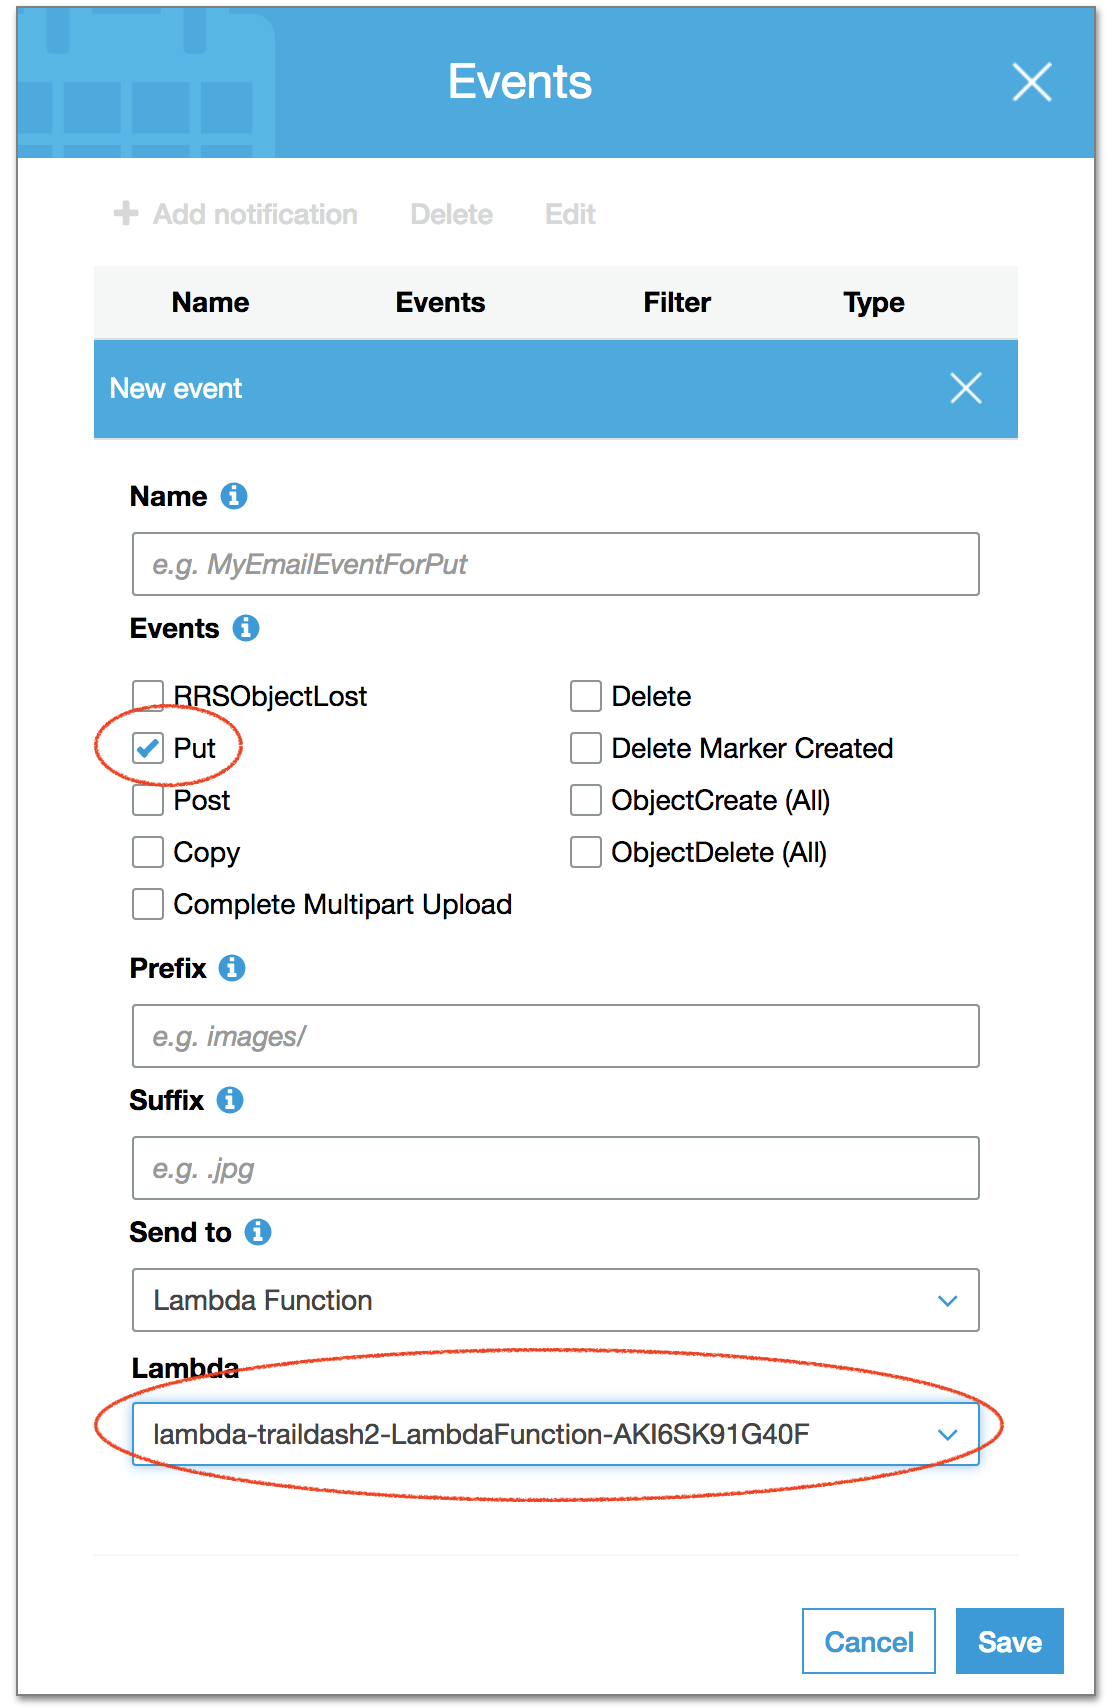 Events
Add notification Delete Edit
Name Events Filter Type
New event
Name
e.g. MyEmailEventForPut
Events
RRSObjectLost Delete
Put Delete Marker Created
Post ObjectCreate (All)
Copy ObjectDelete (All)
Complete Multipart Upload
Prefix
e.g. images/
Suffix
e.g. .jpg
Send to
Lambda Function
Lambda
lambda-traildash2-LambdaFunction-AKI6SK91G40F
Cancel Save